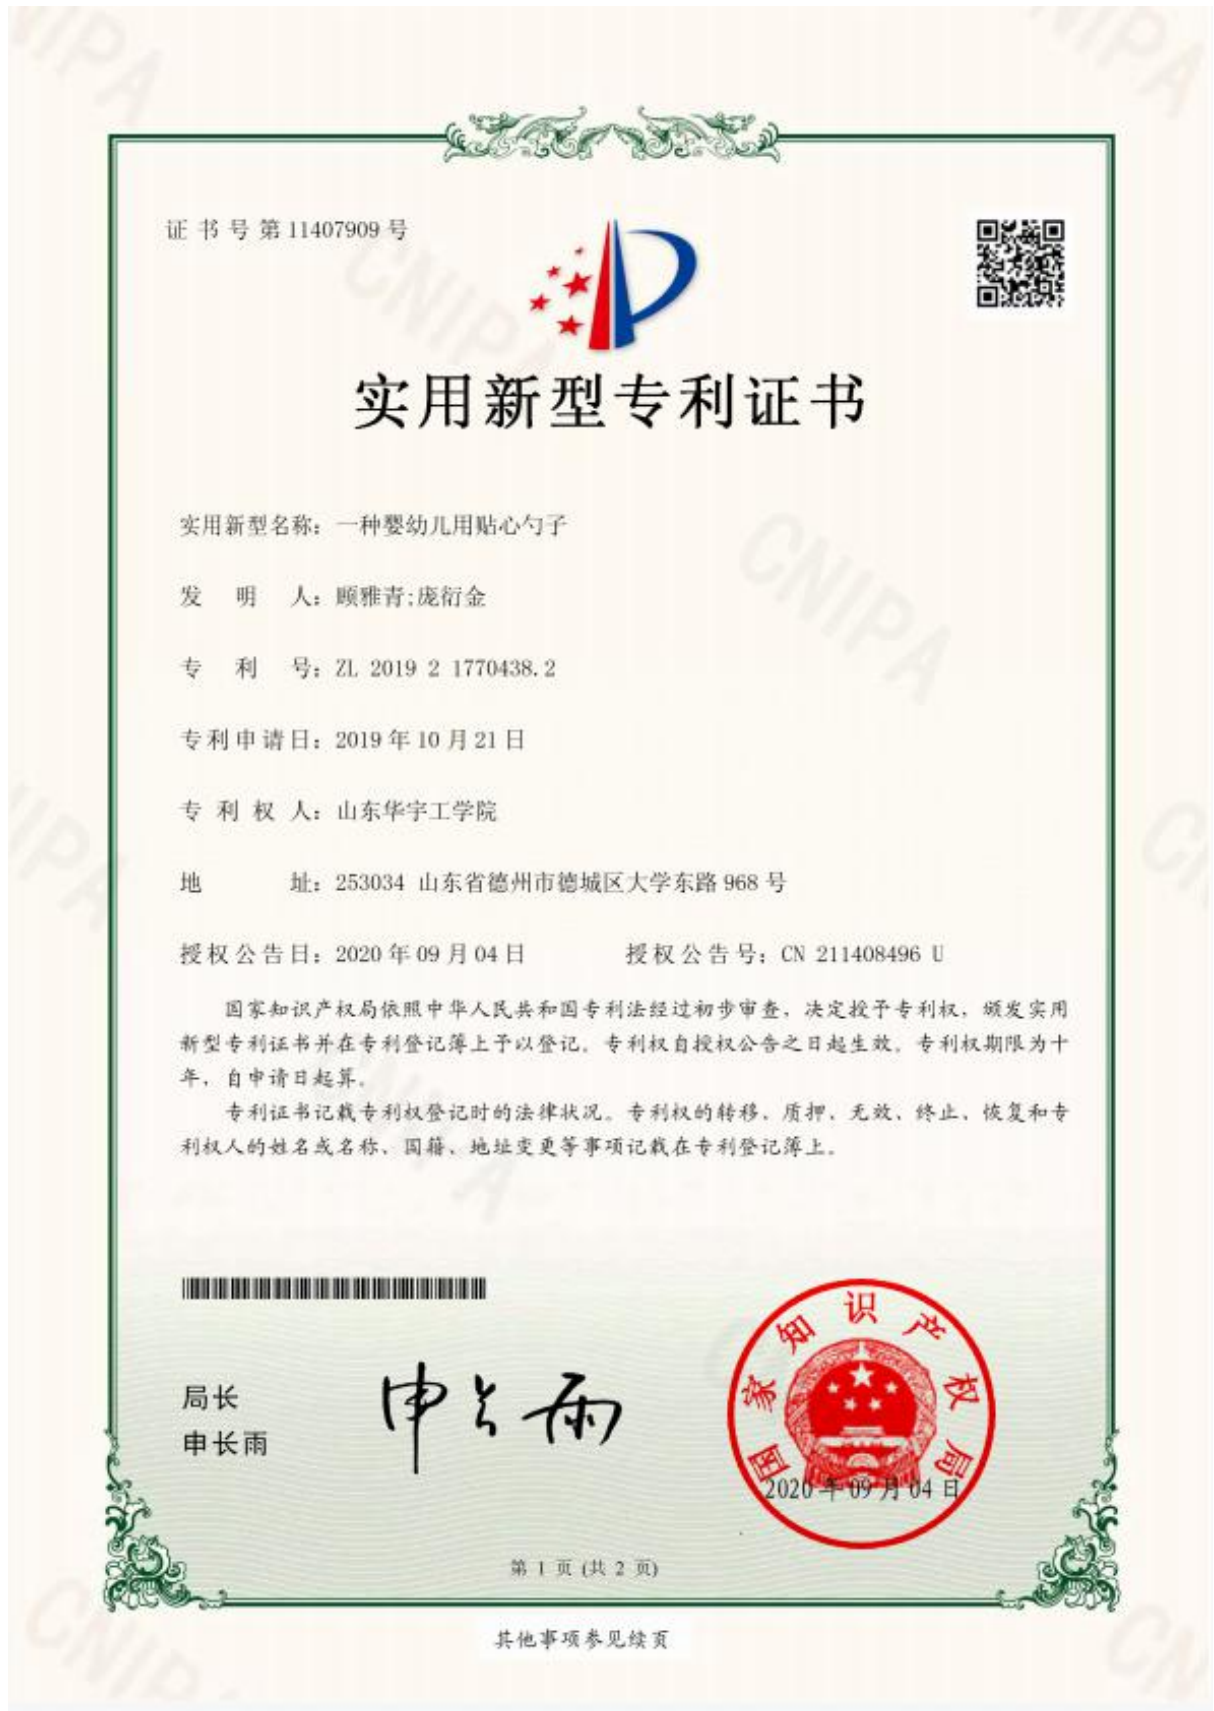 证书号第11407909号
实用新型专利证书
实用新型名称：一种婴幼儿用贴心勺子
发明人：顾雅青;庞衍金
专利号：ZL 2019 2 1770438.2
专利申请日：2019年10月21日
专利权人：山东华宇工学院
地址：253034 山东省德州市德城区大学东路968号
授权公告日：2020年09月04日 授权公告号：CN 211408496 U
国家知识产权局依照中华人民共和国专利法经过初步审查，决定授予专利权，颁发实用
新型专利证书并在专利登记簿上予以登记。专利权自授权公告之日起生效。专利权期限为十
年，自申请日起算。
专利证书记载专利权登记时的法律状况。专利权的转移、质押、无效、终止、恢复和专
利权人的姓名或名称、国籍、地址变更等事项记载在专利登记簿上。
局长
申长雨
申长雨
国家知识产权局
2020年09月04日
第 1 页 (共 2 页)
其他事项参见续页
CNIPA
CNIPA
CNIPA
CNIPA
CNIPA